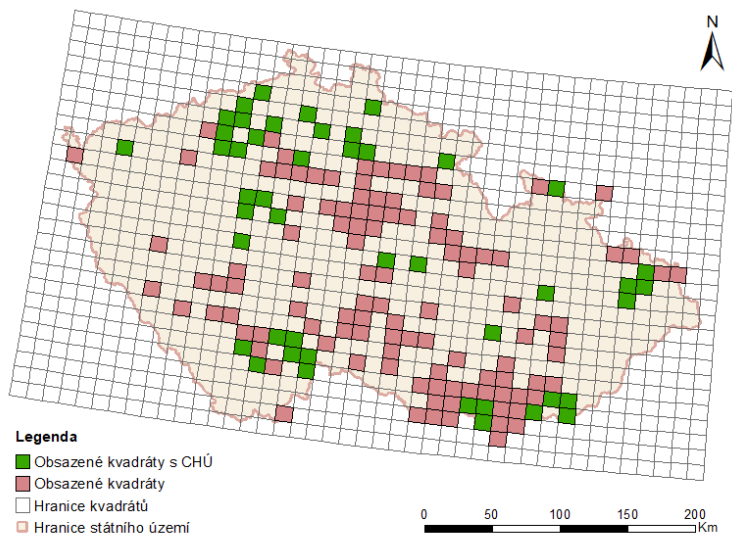 N
Legenda
Obsazené kvadráty s CHÚ
Obsazené kvadráty
Hranice kvadrátů
Hranice státního území
0 50 100 150 200
Km